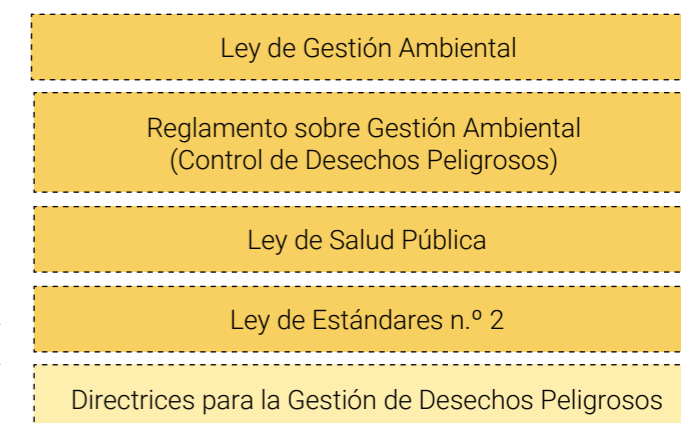 Ley de Gestión Ambiental
Reglamento sobre Gestión Ambiental
(Control de Desechos Peligrosos)
Ley de Salud Pública
Ley de Estándares n.º 2
Directrices para la Gestión de Desechos Peligrosos